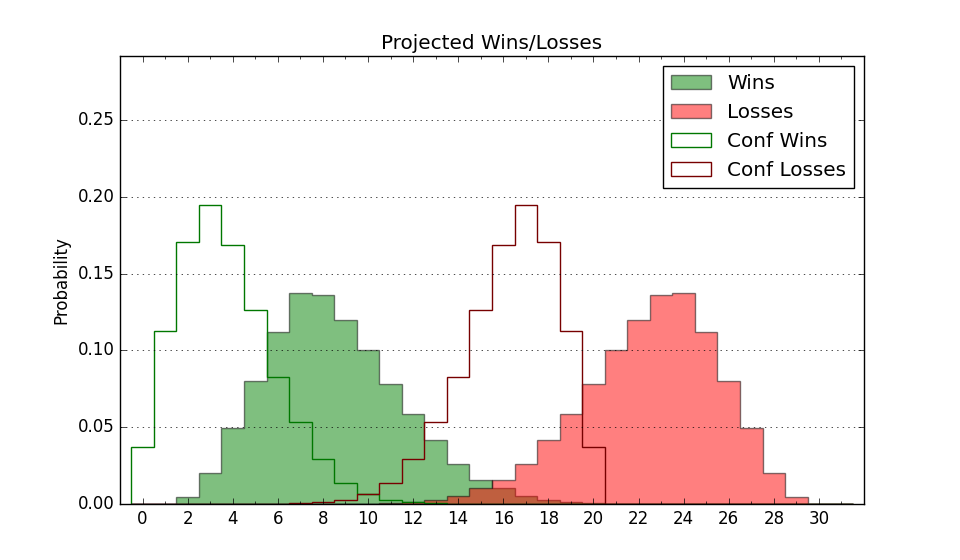 Projected Wins/Losses
Wins
Losses
Conf Wins
Conf Losses
Probability
0.25
0.20
0.15
0.10
0.05
0.00
0 2 4 6 8 10 12 14 16 18 20 22 24 26 28 30